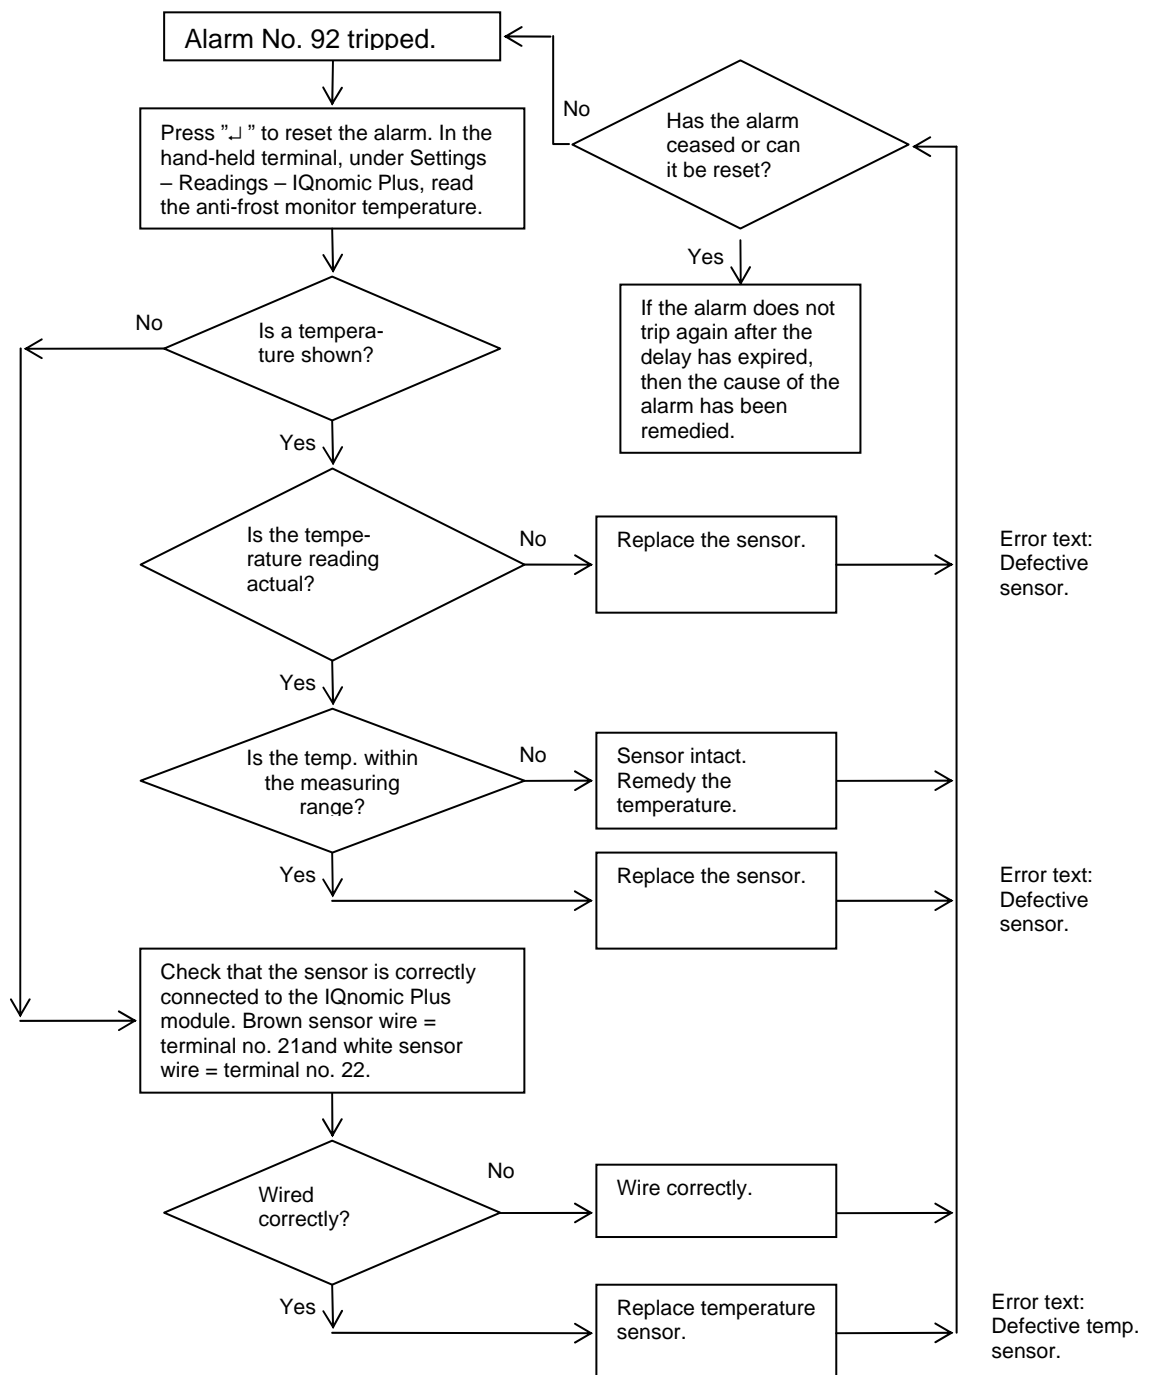 Alarm No. 92 tripped.
Press "↵" to reset the alarm. In the
hand-held terminal, under Settings
– Readings – IQnomic Plus, read
the anti-frost monitor temperature.
No
Has the alarm
ceased or can
it be reset?
Yes
If the alarm does not
trip again after the
delay has expired,
then the cause of the
alarm has been
remedied.
No
Is a tempera-
ture shown?
Yes
Is the tempe-
rature reading
actual?
No
Replace the sensor.
Error text:
Defective
sensor.
Yes
Is the temp. within
the measuring
range?
No
Sensor intact.
Remedy the
temperature.
Yes
Replace the sensor.
Error text:
Defective
sensor.
Check that the sensor is correctly
connected to the IQnomic Plus
module. Brown sensor wire =
terminal no. 21and white sensor
wire = terminal no. 22.
Wired
correctly?
No
Wire correctly.
Yes
Replace temperature
sensor.
Error text:
Defective temp.
sensor.